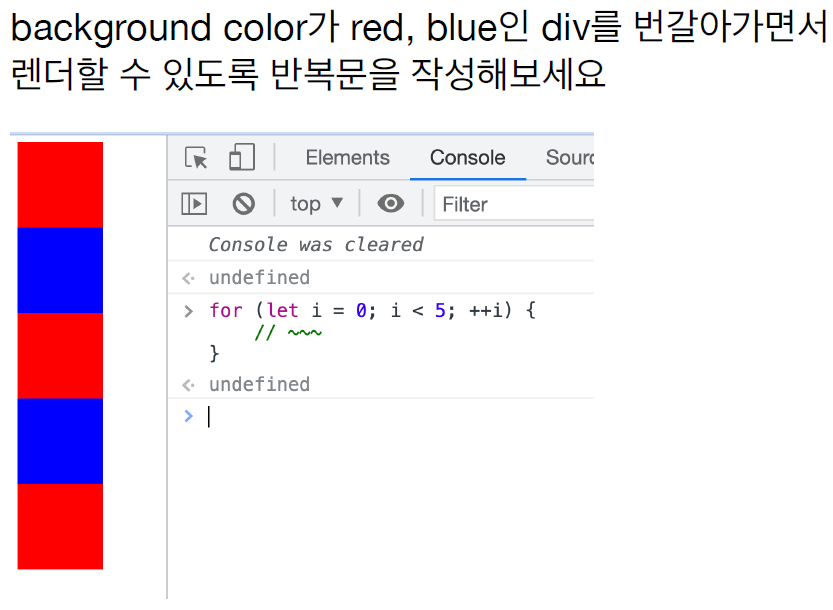 background color가 red, blue인 div를 번갈아가면서
렌더할 수 있도록 반복문을 작성해보세요
Elements Console
top ▼ Filter
Console was cleared
undefined
for (let i = 0; i < 5; ++i) {
// ~~~
}
undefined